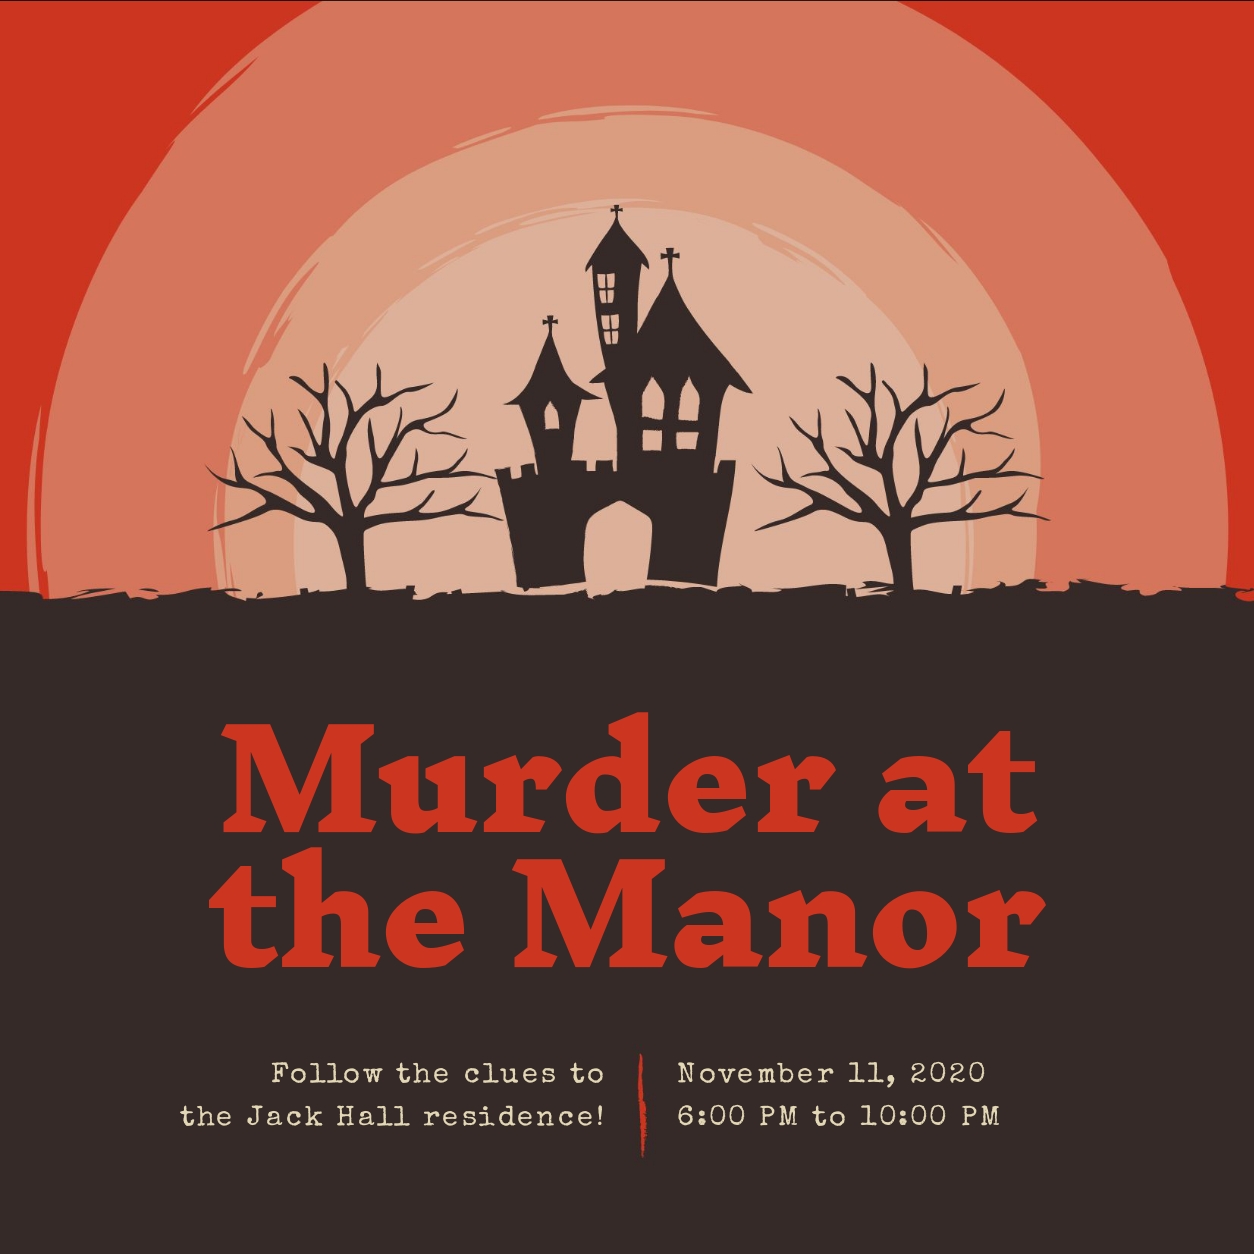 Murder at
the Manor
Follow the clues to
the Jack Hall residence!
November 11, 2020
6:00 PM to 10:00 PM